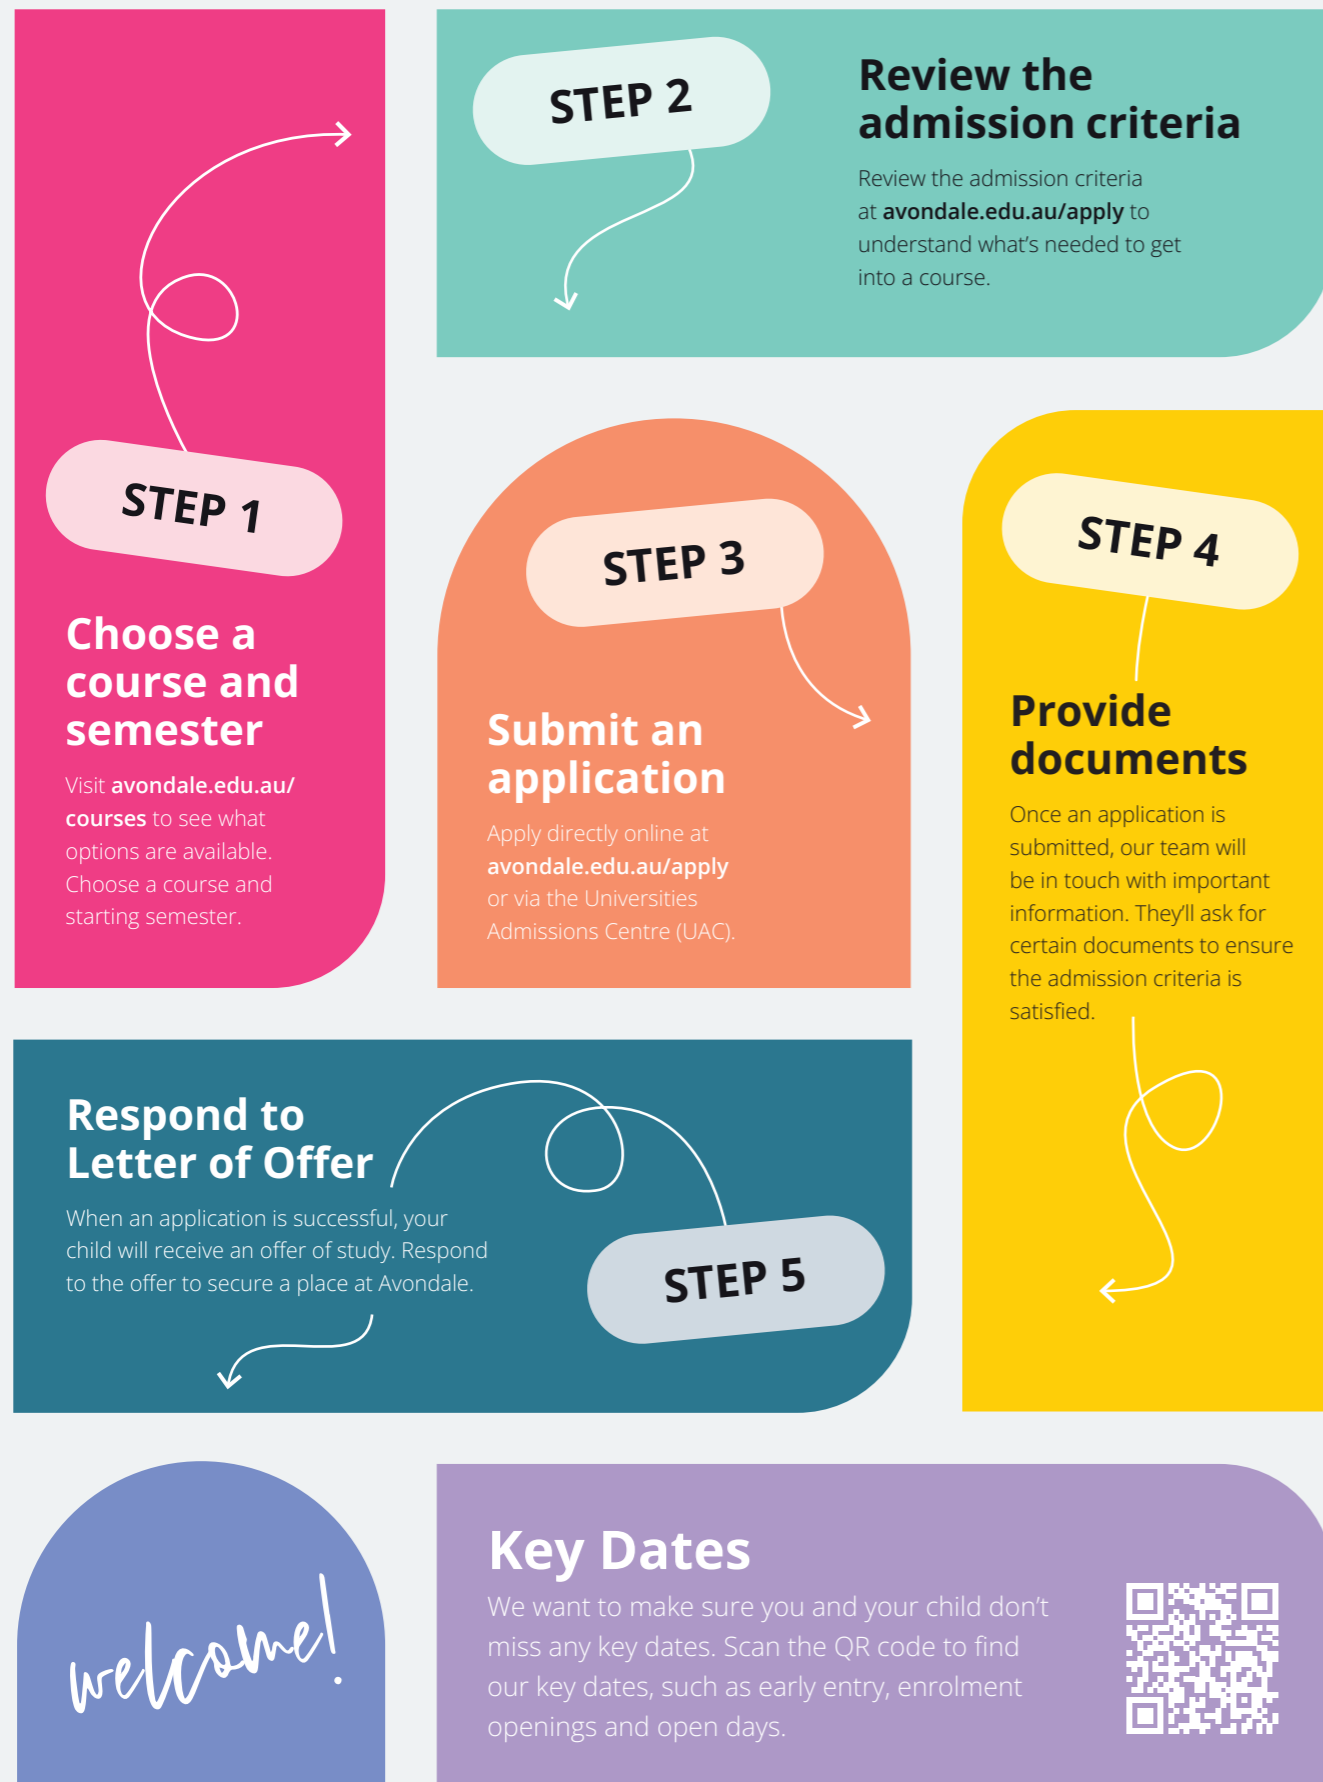 STEP 1
Choose a
course and
semester
Visit avondale.edu.au/
courses to see what
options are available.
Choose a course and
starting semester.
STEP 2
Review the
admission criteria
Review the admission criteria
at avondale.edu.au/apply to
understand what's needed to get
into a course.
STEP 3
Submit an
application
Apply directly online at
avondale.edu.au/apply
or via the Universities
Admissions Centre (UAC).
STEP 4
Provide
documents
Once an application is
submitted, our team will
be in touch with important
information. They'll ask for
certain documents to ensure
the admission criteria is
satisfied.
Respond to
Letter of Offer
When an application is successful, your
child will receive an offer of study. Respond
to the offer to secure a place at Avondale.
STEP 5
welcome!
Key Dates
We want to make sure you and your child don't
miss any key dates. Scan the QR code to find
our key dates, such as early entry, enrolment
openings and open days.